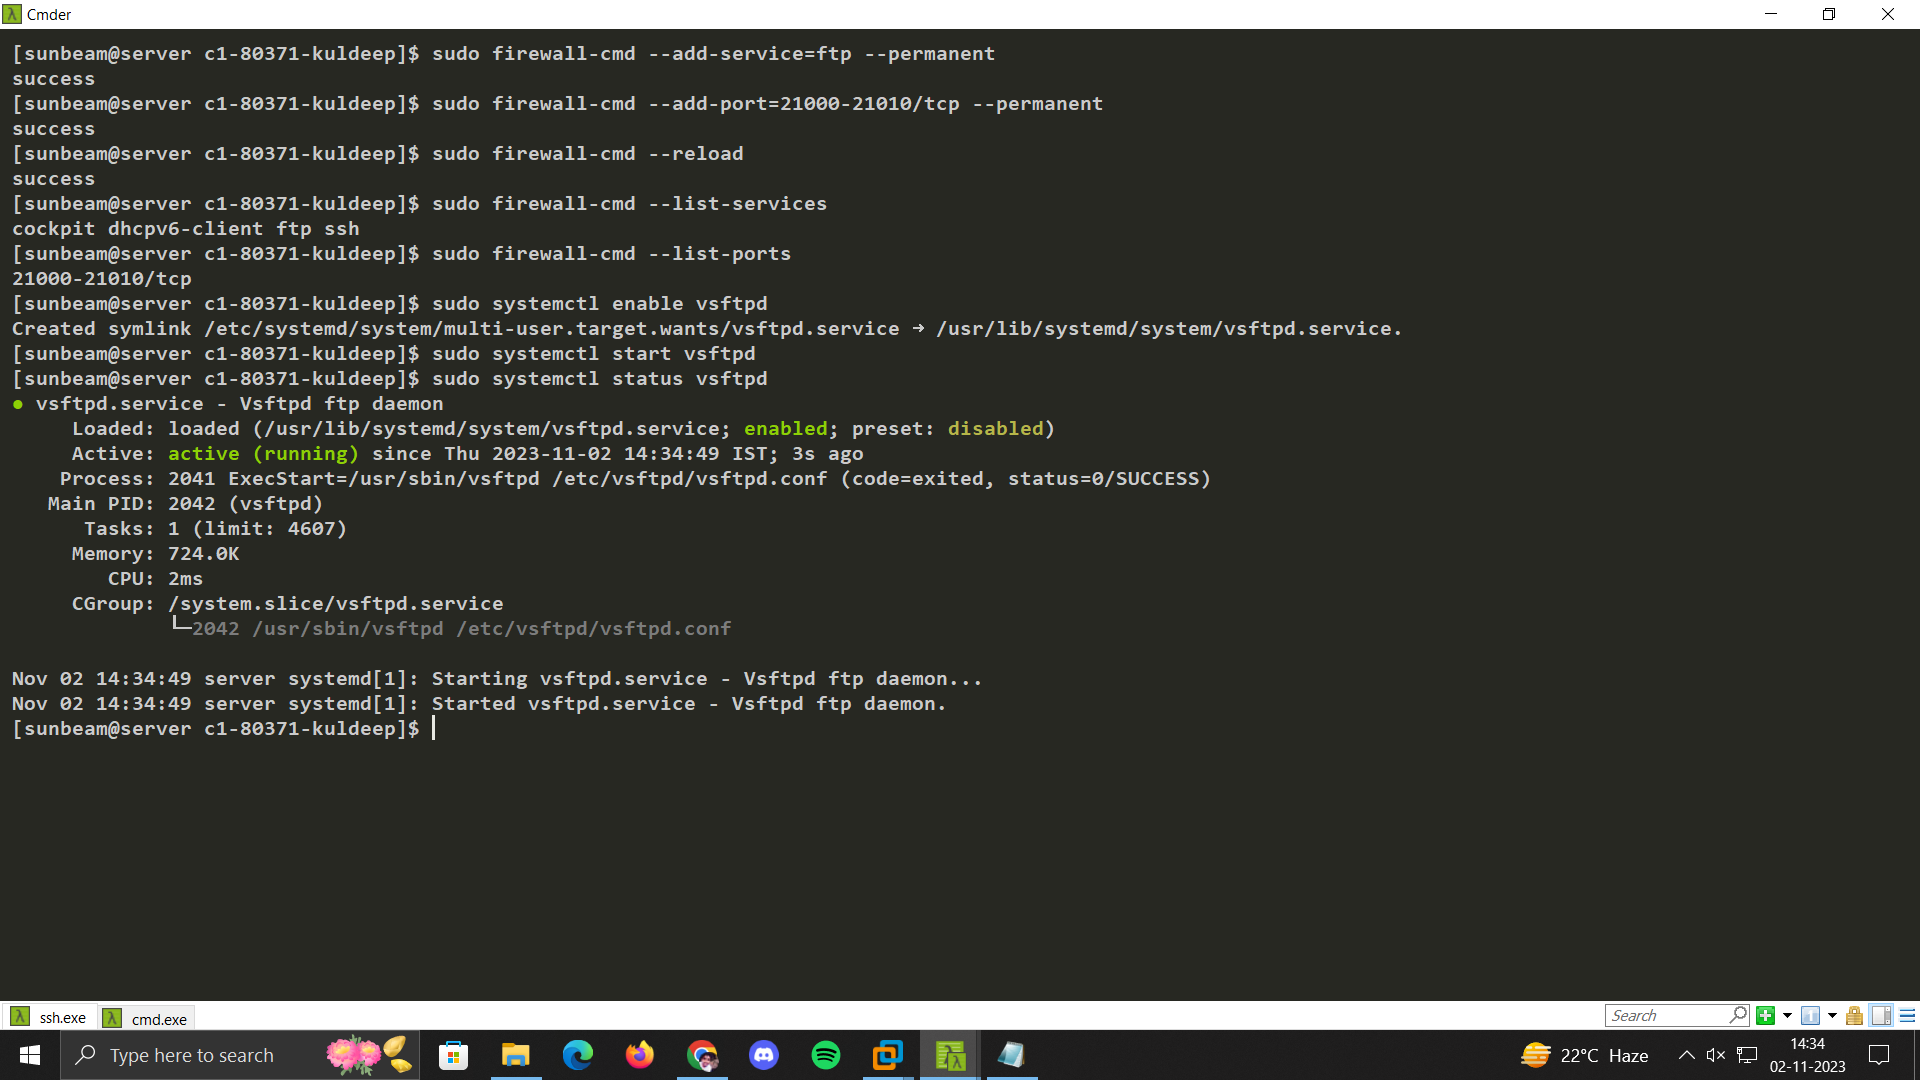 Cmder
[sunbeam@server c1-80371-kuldeep]$ sudo firewall-cmd --add-service=ftp --permanent
success
[sunbeam@server c1-80371-kuldeep]$ sudo firewall-cmd --add-port=21000-21010/tcp --permanent
success
[sunbeam@server c1-80371-kuldeep]$ sudo firewall-cmd --reload
success
[sunbeam@server c1-80371-kuldeep]$ sudo firewall-cmd --list-services
cockpit dhcpv6-client ftp ssh
[sunbeam@server c1-80371-kuldeep]$ sudo firewall-cmd --list-ports
21000-21010/tcp
[sunbeam@server c1-80371-kuldeep]$ sudo systemctl enable vsftpd
Created symlink /etc/systemd/system/multi-user.target.wants/vsftpd.service → /usr/lib/systemd/system/vsftpd.service.
[sunbeam@server c1-80371-kuldeep]$ sudo systemctl start vsftpd
[sunbeam@server c1-80371-kuldeep]$ sudo systemctl status vsftpd
● vsftpd.service - Vsftpd ftp daemon
     Loaded: loaded (/usr/lib/systemd/system/vsftpd.service; enabled; preset: disabled)
     Active: active (running) since Thu 2023-11-02 14:34:49 IST; 3s ago
    Process: 2041 ExecStart=/usr/sbin/vsftpd /etc/vsftpd/vsftpd.conf (code=exited, status=0/SUCCESS)
   Main PID: 2042 (vsftpd)
      Tasks: 1 (limit: 4607)
     Memory: 724.0K
        CPU: 2ms
     CGroup: /system.slice/vsftpd.service
             └─2042 /usr/sbin/vsftpd /etc/vsftpd/vsftpd.conf
Nov 02 14:34:49 server systemd[1]: Starting vsftpd.service - Vsftpd ftp daemon...
Nov 02 14:34:49 server systemd[1]: Started vsftpd.service - Vsftpd ftp daemon.
[sunbeam@server c1-80371-kuldeep]$
ssh.exe cmd.exe Search
Type here to search 22°C Haze 14:34
02-11-2023